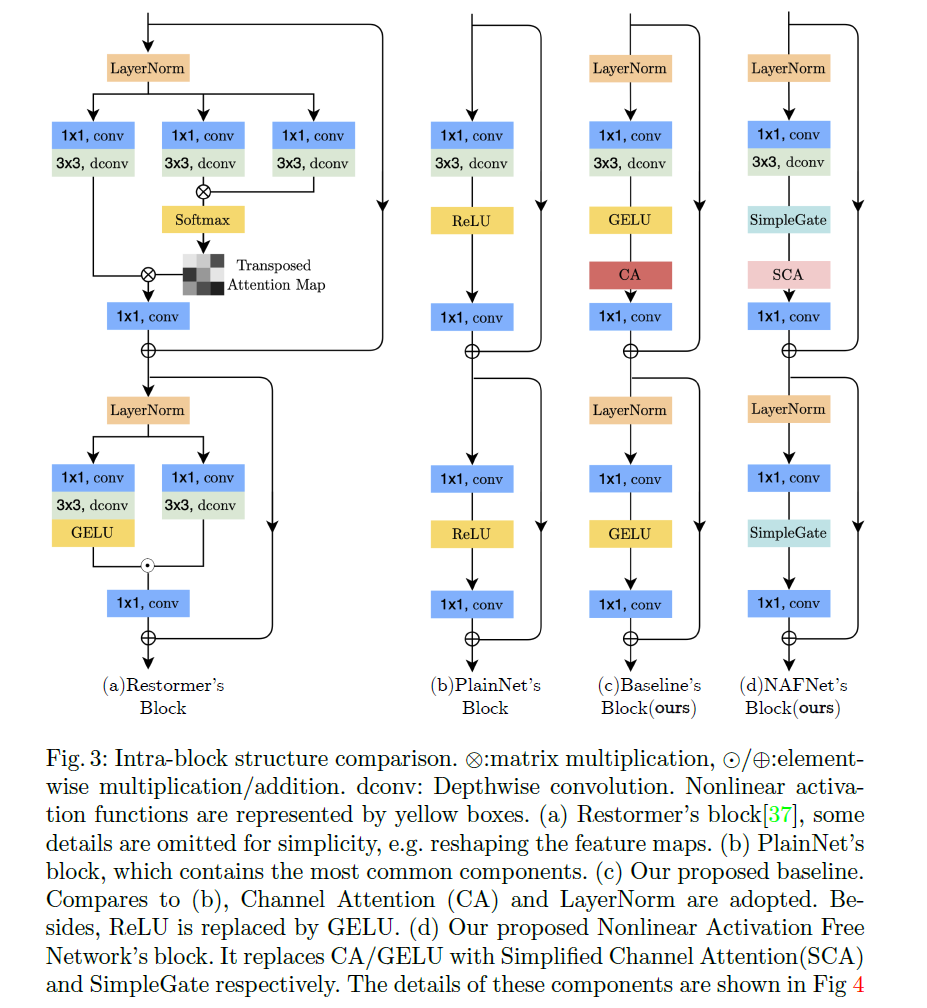 LayerNorm
1x1, conv
3x3, dconv
1x1, conv
3x3, dconv
1x1, conv
3x3, dconv
Softmax
Transposed
Attention Map
1x1, conv
LayerNorm
1x1, conv
3x3, dconv
GELU
1x1, conv
3x3, dconv
1x1, conv
(a)Restormer's
Block
1x1, conv
3x3, dconv
ReLU
1x1, conv
1x1, conv
ReLU
1x1, conv
(b)PlainNet's
Block
LayerNorm
1x1, conv
3x3, dconv
GELU
CA
1x1, conv
LayerNorm
1x1, conv
GELU
1x1, conv
(c)Baseline's
Block(ours)
LayerNorm
1x1, conv
3x3, dconv
SimpleGate
SCA
1x1, conv
LayerNorm
1x1, conv
SimpleGate
1x1, conv
(d)NAFNet's
Block(ours)
Fig. 3: Intra-block structure comparison. ⊗:matrix multiplication, ⊙/⊕:element-
wise multiplication/addition. dconv: Depthwise convolution. Nonlinear activa-
tion functions are represented by yellow boxes. (a) Restormer's block[37], some
details are omitted for simplicity, e.g. reshaping the feature maps. (b) PlainNet's
block, which contains the most common components. (c) Our proposed baseline.
Compares to (b), Channel Attention (CA) and LayerNorm are adopted. Be-
sides, ReLU is replaced by GELU. (d) Our proposed Nonlinear Activation Free
Network's block. It replaces CA/GELU with Simplified Channel Attention(SCA)
and SimpleGate respectively. The details of these components are shown in Fig 4